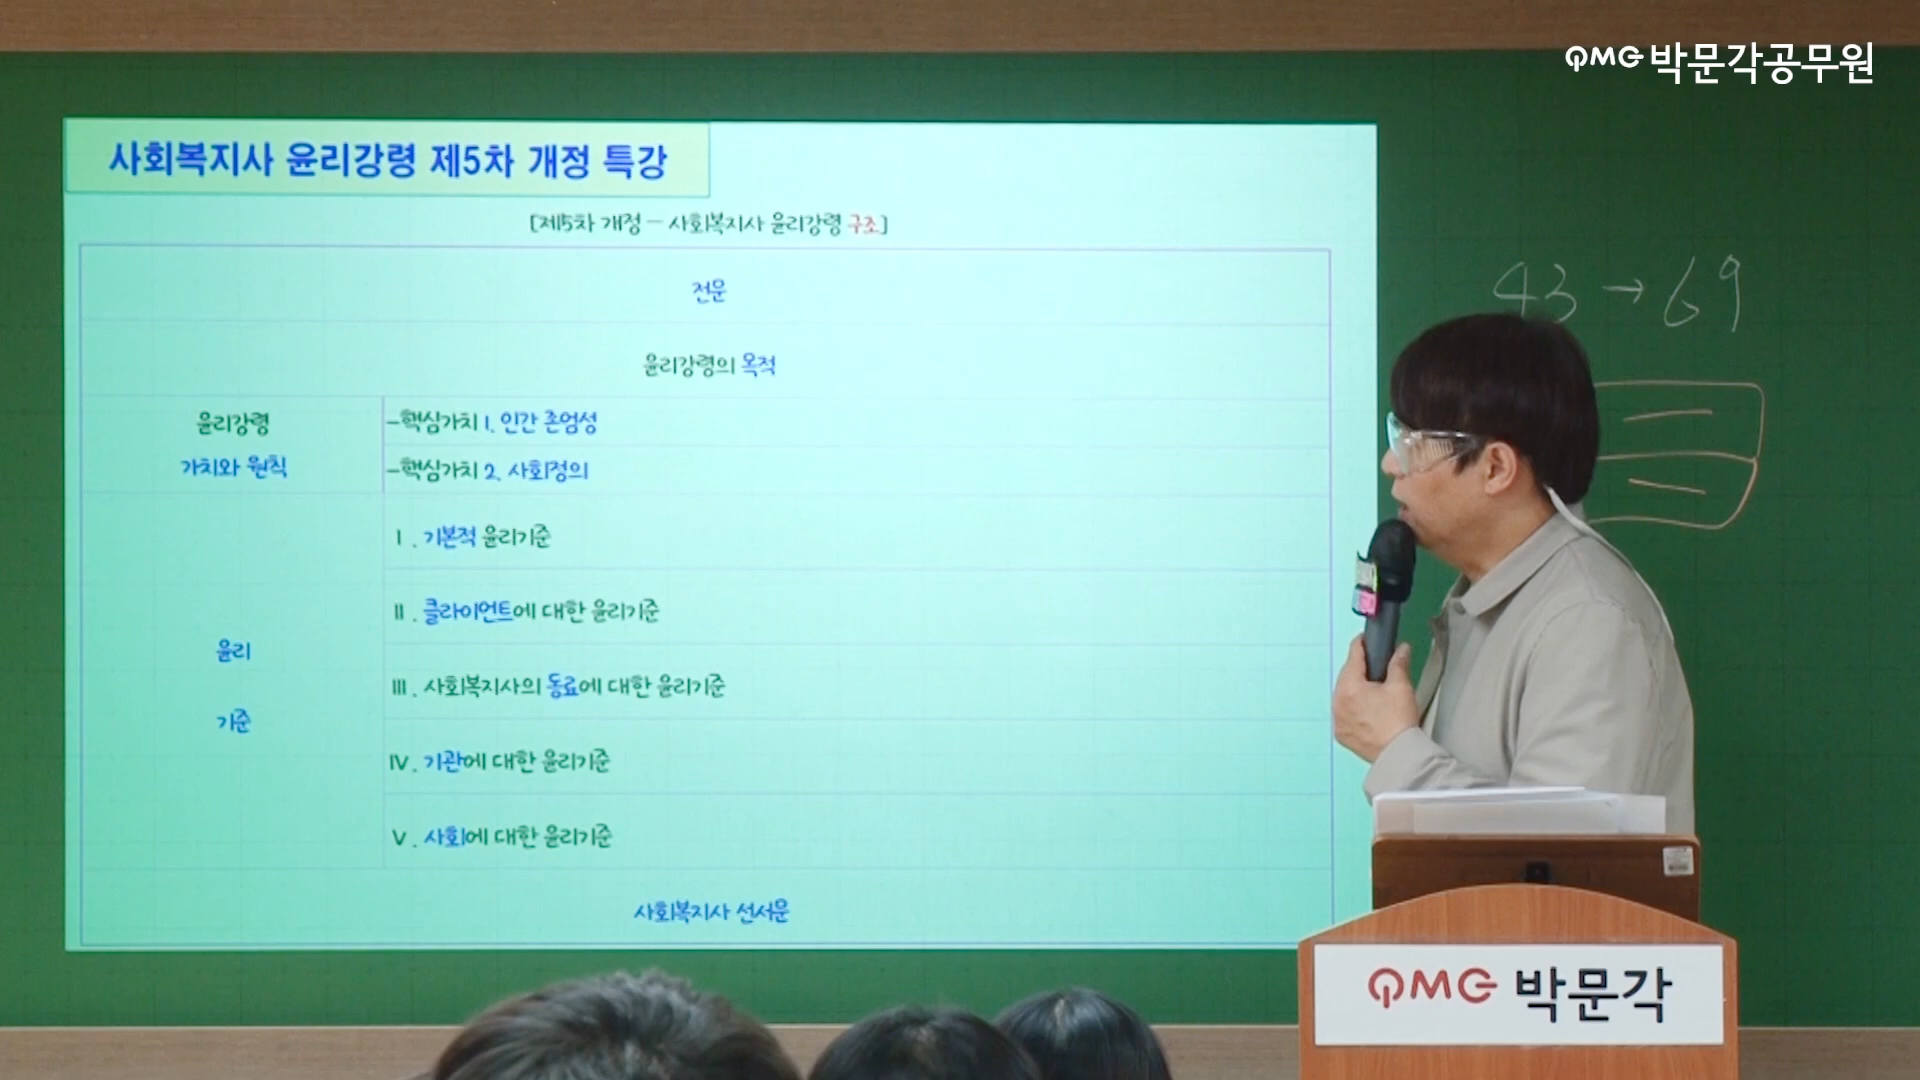 PMG 박문각공무원
사회복지사 윤리강령 제5차 개정 특강
[제5차 개정 – 사회복지사 윤리강령 구조]
전문
윤리강령의 목적
윤리강령
가치와 원칙
-핵심가치 1. 인간 존엄성
-핵심가치 2. 사회정의
윤리
기준
Ⅰ. 기본적 윤리기준
Ⅱ. 클라이언트에 대한 윤리기준
Ⅲ. 사회복지사의 동료에 대한 윤리기준
Ⅳ. 기관에 대한 윤리기준
Ⅴ. 사회에 대한 윤리기준
사회복지사 선서문
43 → 69
PMG 박문각